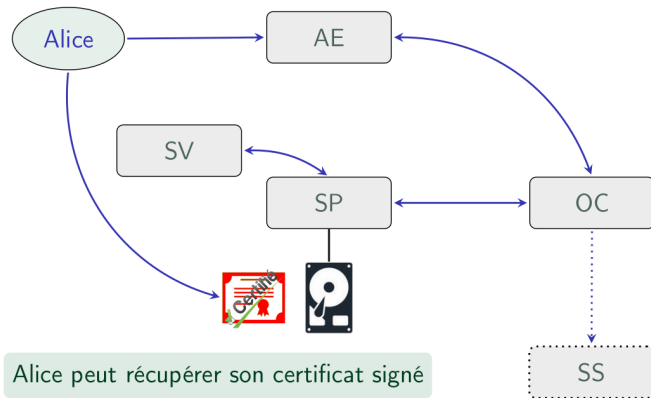 Alice
AE
SV
SP
OC
Certifié
SS
Alice peut récupérer son certificat signé